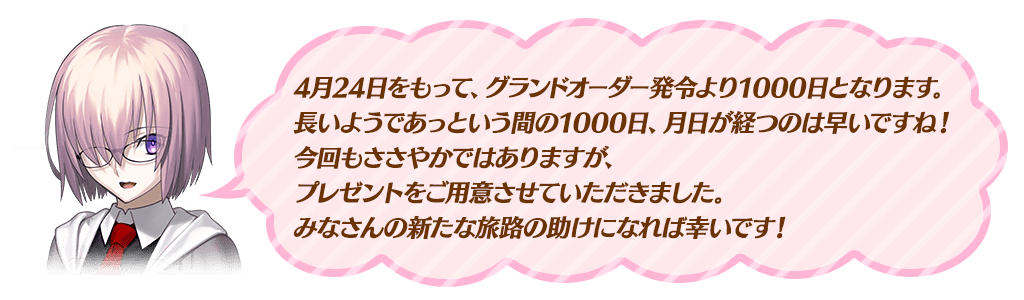 4月24日をもって、グランドオーダー発令より1000日となります。
長いようであっという間の1000日、月日が経つのは早いですね！
今回もささやかではありますが、
プレゼントをご用意させていただきました。
みなさんの新たな旅路の助けになれば幸いです！